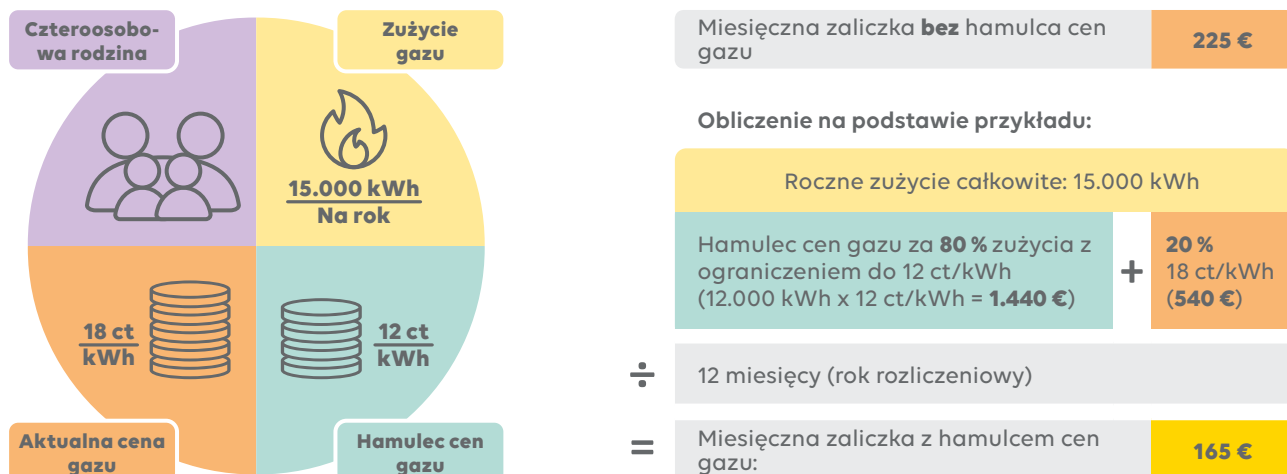 Czteroosobo-
wa rodzina
Zużycie
gazu
15.000 kWh
Na rok
18 ct
kWh
12 ct
kWh
Aktualna cena
gazu
Hamulec cen
gazu
Miesięczna zaliczka bez hamulca cen
gazu
225 €
Obliczenie na podstawie przykładu:
Roczne zużycie całkowite: 15.000 kWh
Hamulec cen gazu za 80 % zużycia z
ograniczeniem do 12 ct/kWh
(12.000 kWh x 12 ct/kWh = 1.440 €)
+
20 %
18 ct/kWh
(540 €)
÷ 12 miesięcy (rok rozliczeniowy)
= Miesięczna zaliczka z hamulcem cen
gazu:
165 €